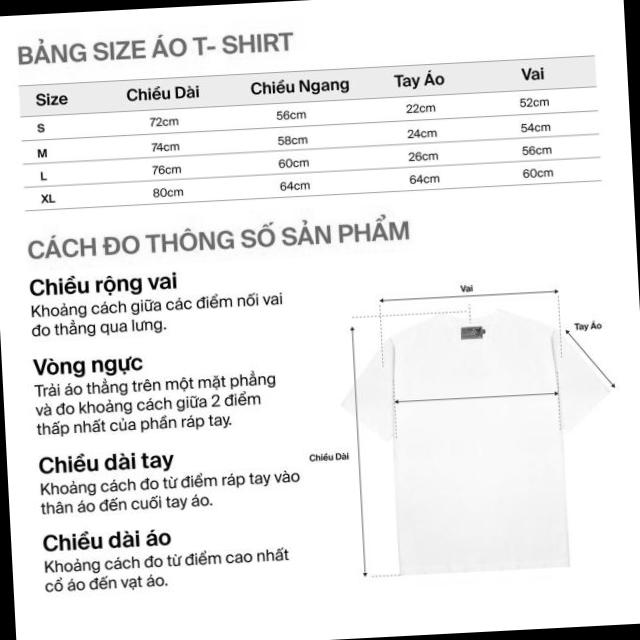 BẢNG SIZE ÁO T- SHIRT
Size Chiều Dài Chiều Ngang Tay Áo Vai
S 72cm 56cm 22cm 52cm
M 74cm 58cm 24cm 54cm
L 76cm 60cm 26cm 56cm
XL 80cm 64cm 64cm 60cm
CÁCH ĐO THÔNG SỐ SẢN PHẨM
Chiều rộng vai
Khoảng cách giữa các điểm nối vai
đo thẳng qua lưng.
Vòng ngực
Trải áo thẳng trên một mặt phẳng
và đo khoảng cách giữa 2 điểm
thấp nhất của phần ráp tay.
Chiều dài tay
Khoảng cách đo từ điểm ráp tay vào
thân áo đến cuối tay áo.
Chiều dài áo
Khoảng cách đo từ điểm cao nhất
cổ áo đến vạt áo.
Vai
Tay Áo
Chiều Dài